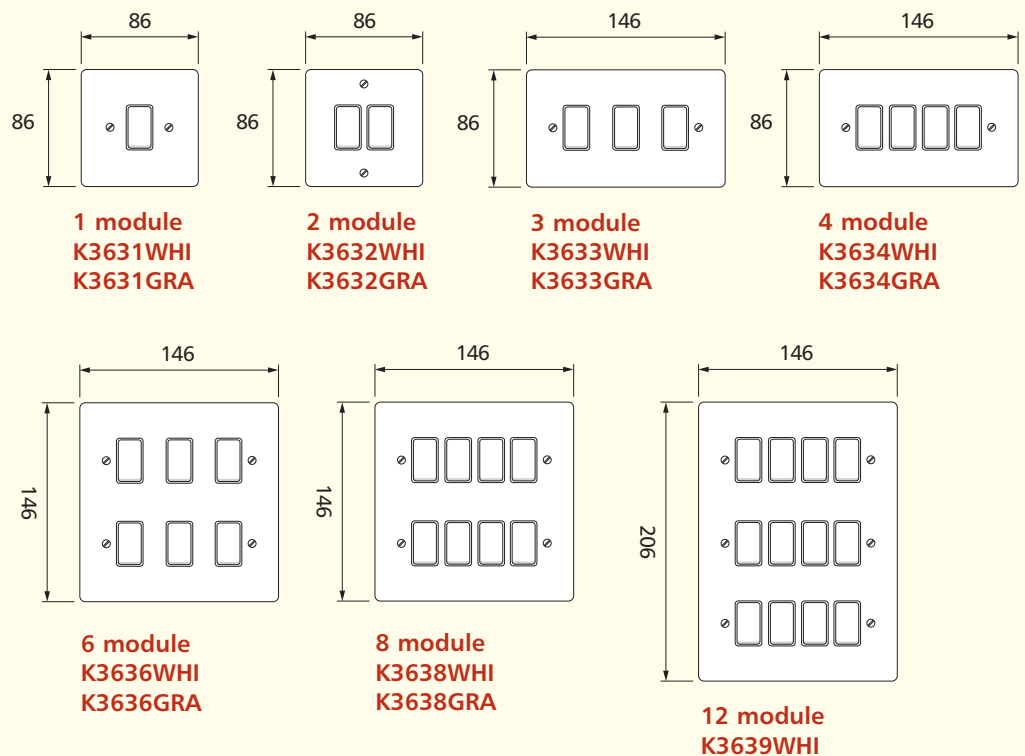 86
86
146
146
86
86
86
86
1 module
K3631WHI
K3631GRA
2 module
K3632WHI
K3632GRA
3 module
K3633WHI
K3633GRA
4 module
K3634WHI
K3634GRA
146
146
146
146
146
206
6 module
K3636WHI
K3636GRA
8 module
K3638WHI
K3638GRA
12 module
K3639WHI